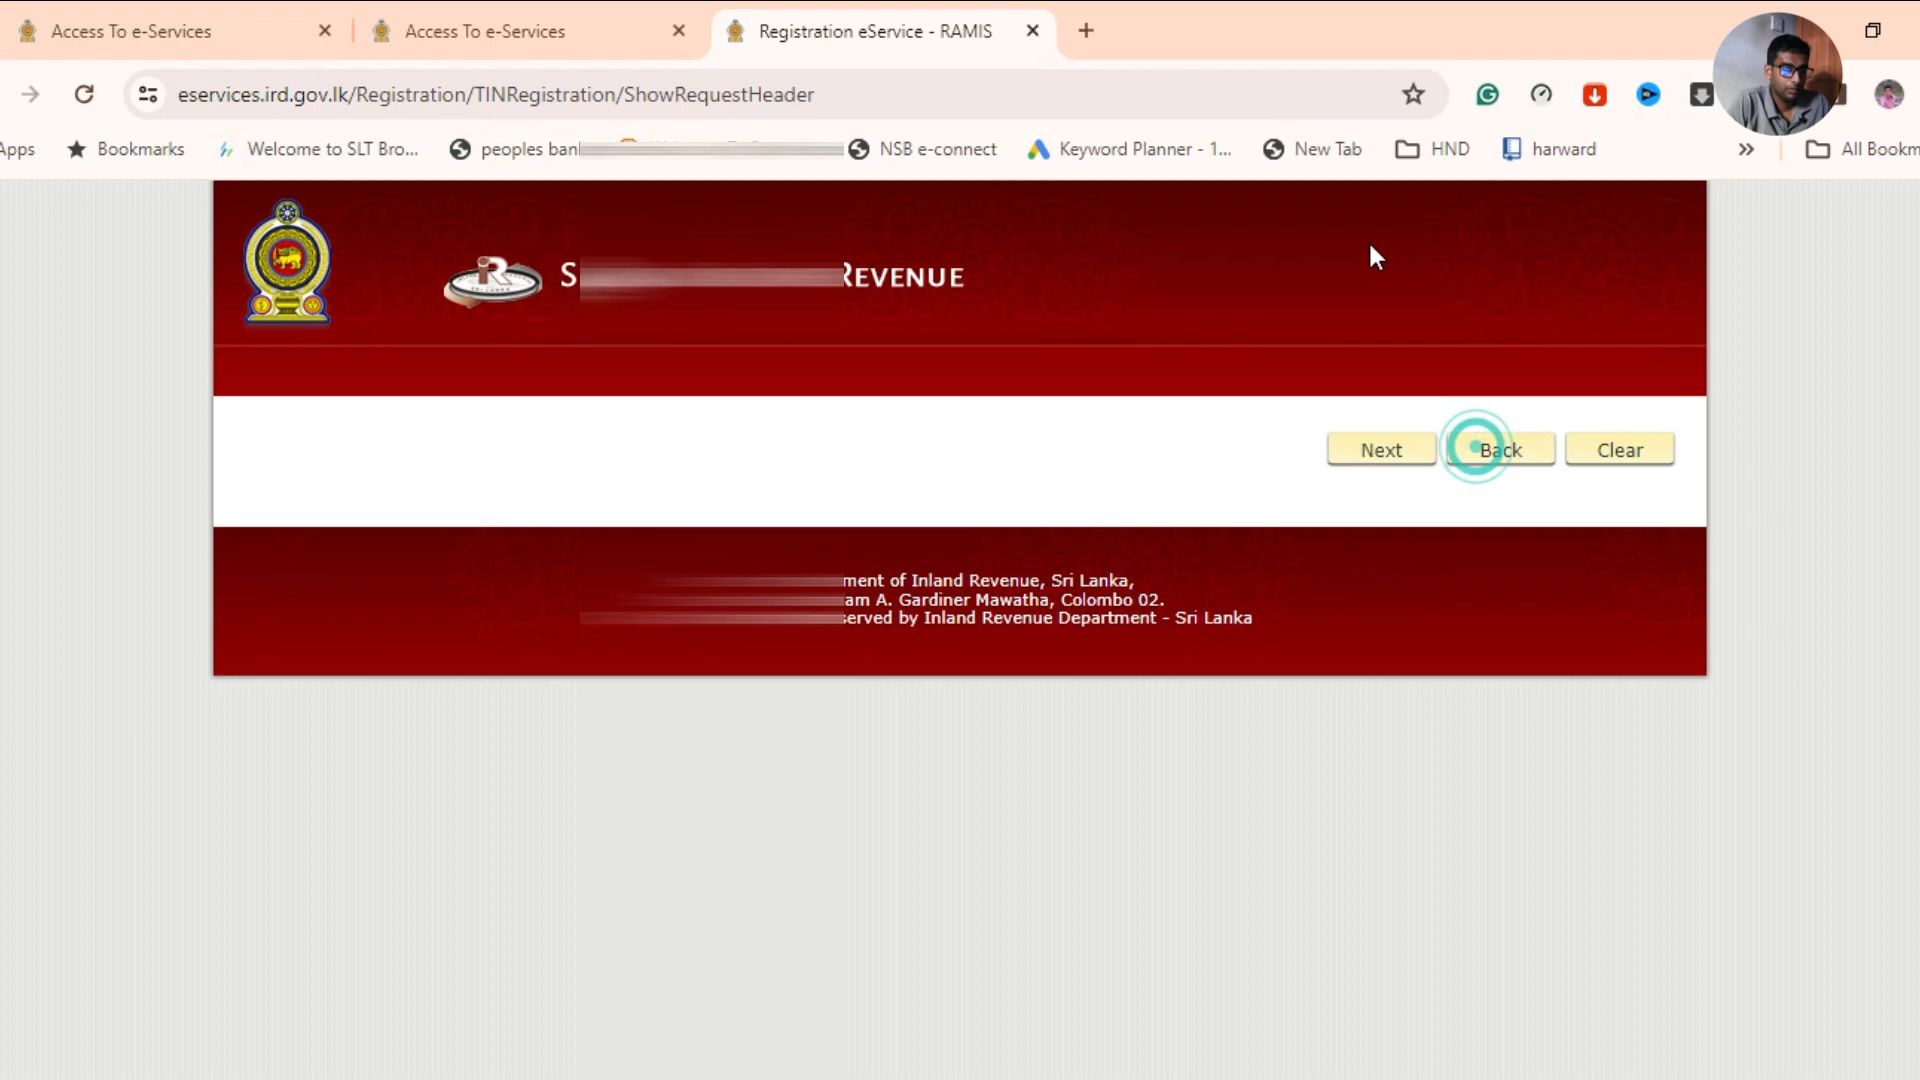 Access To e-Services
Access To e-Services
Registration eService - RAMIS
eservices.ird.gov.lk/Registration/TINRegistration/ShowRequestHeader
Apps
Bookmarks
Welcome to SLT Bro...
peoples ban
NSB e-connect
Keyword Planner - 1...
New Tab
HND
harward
All Bookm
S REVENUE
Next
Back
Clear
ment of Inland Revenue, Sri Lanka,
am A. Gardiner Mawatha, Colombo 02.
served by Inland Revenue Department - Sri Lanka